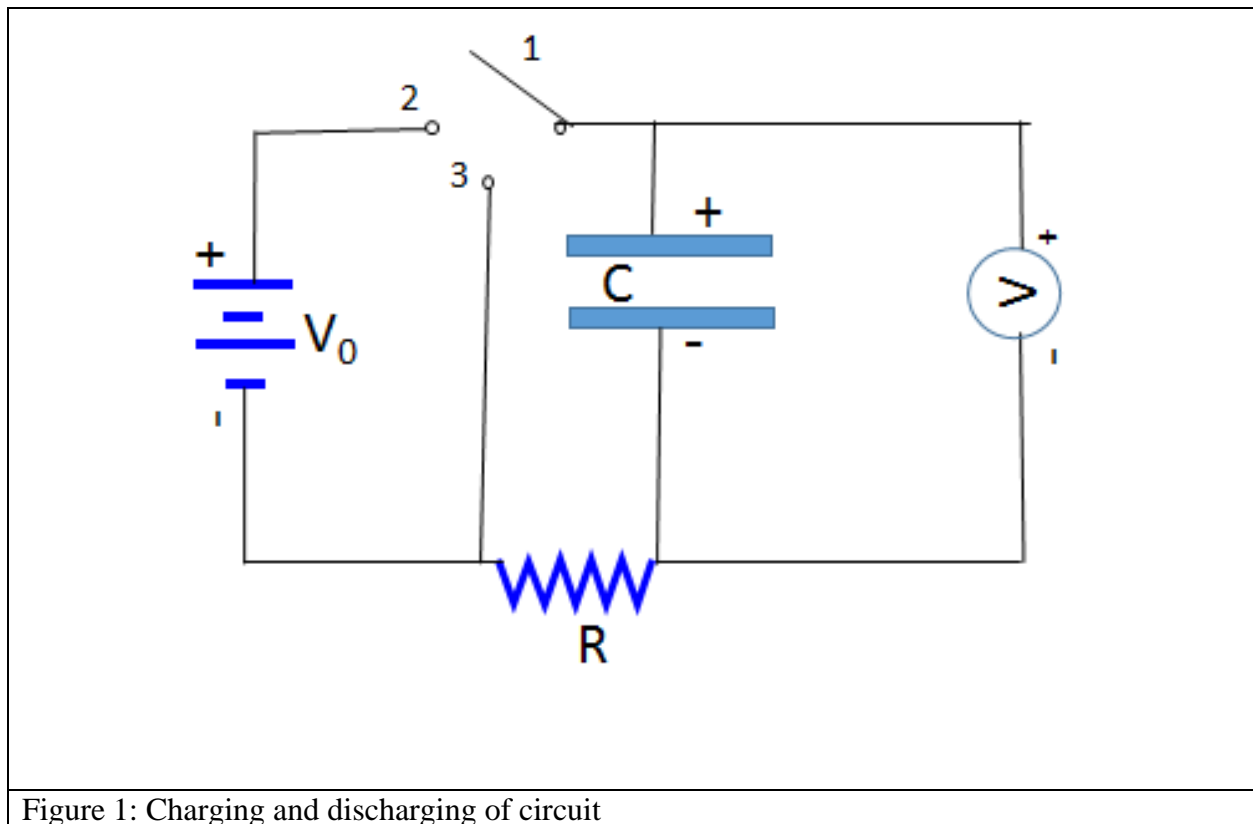 1
2
3
+
+
+
C
V
V₀
-
-
-
R
Figure 1: Charging and discharging of circuit